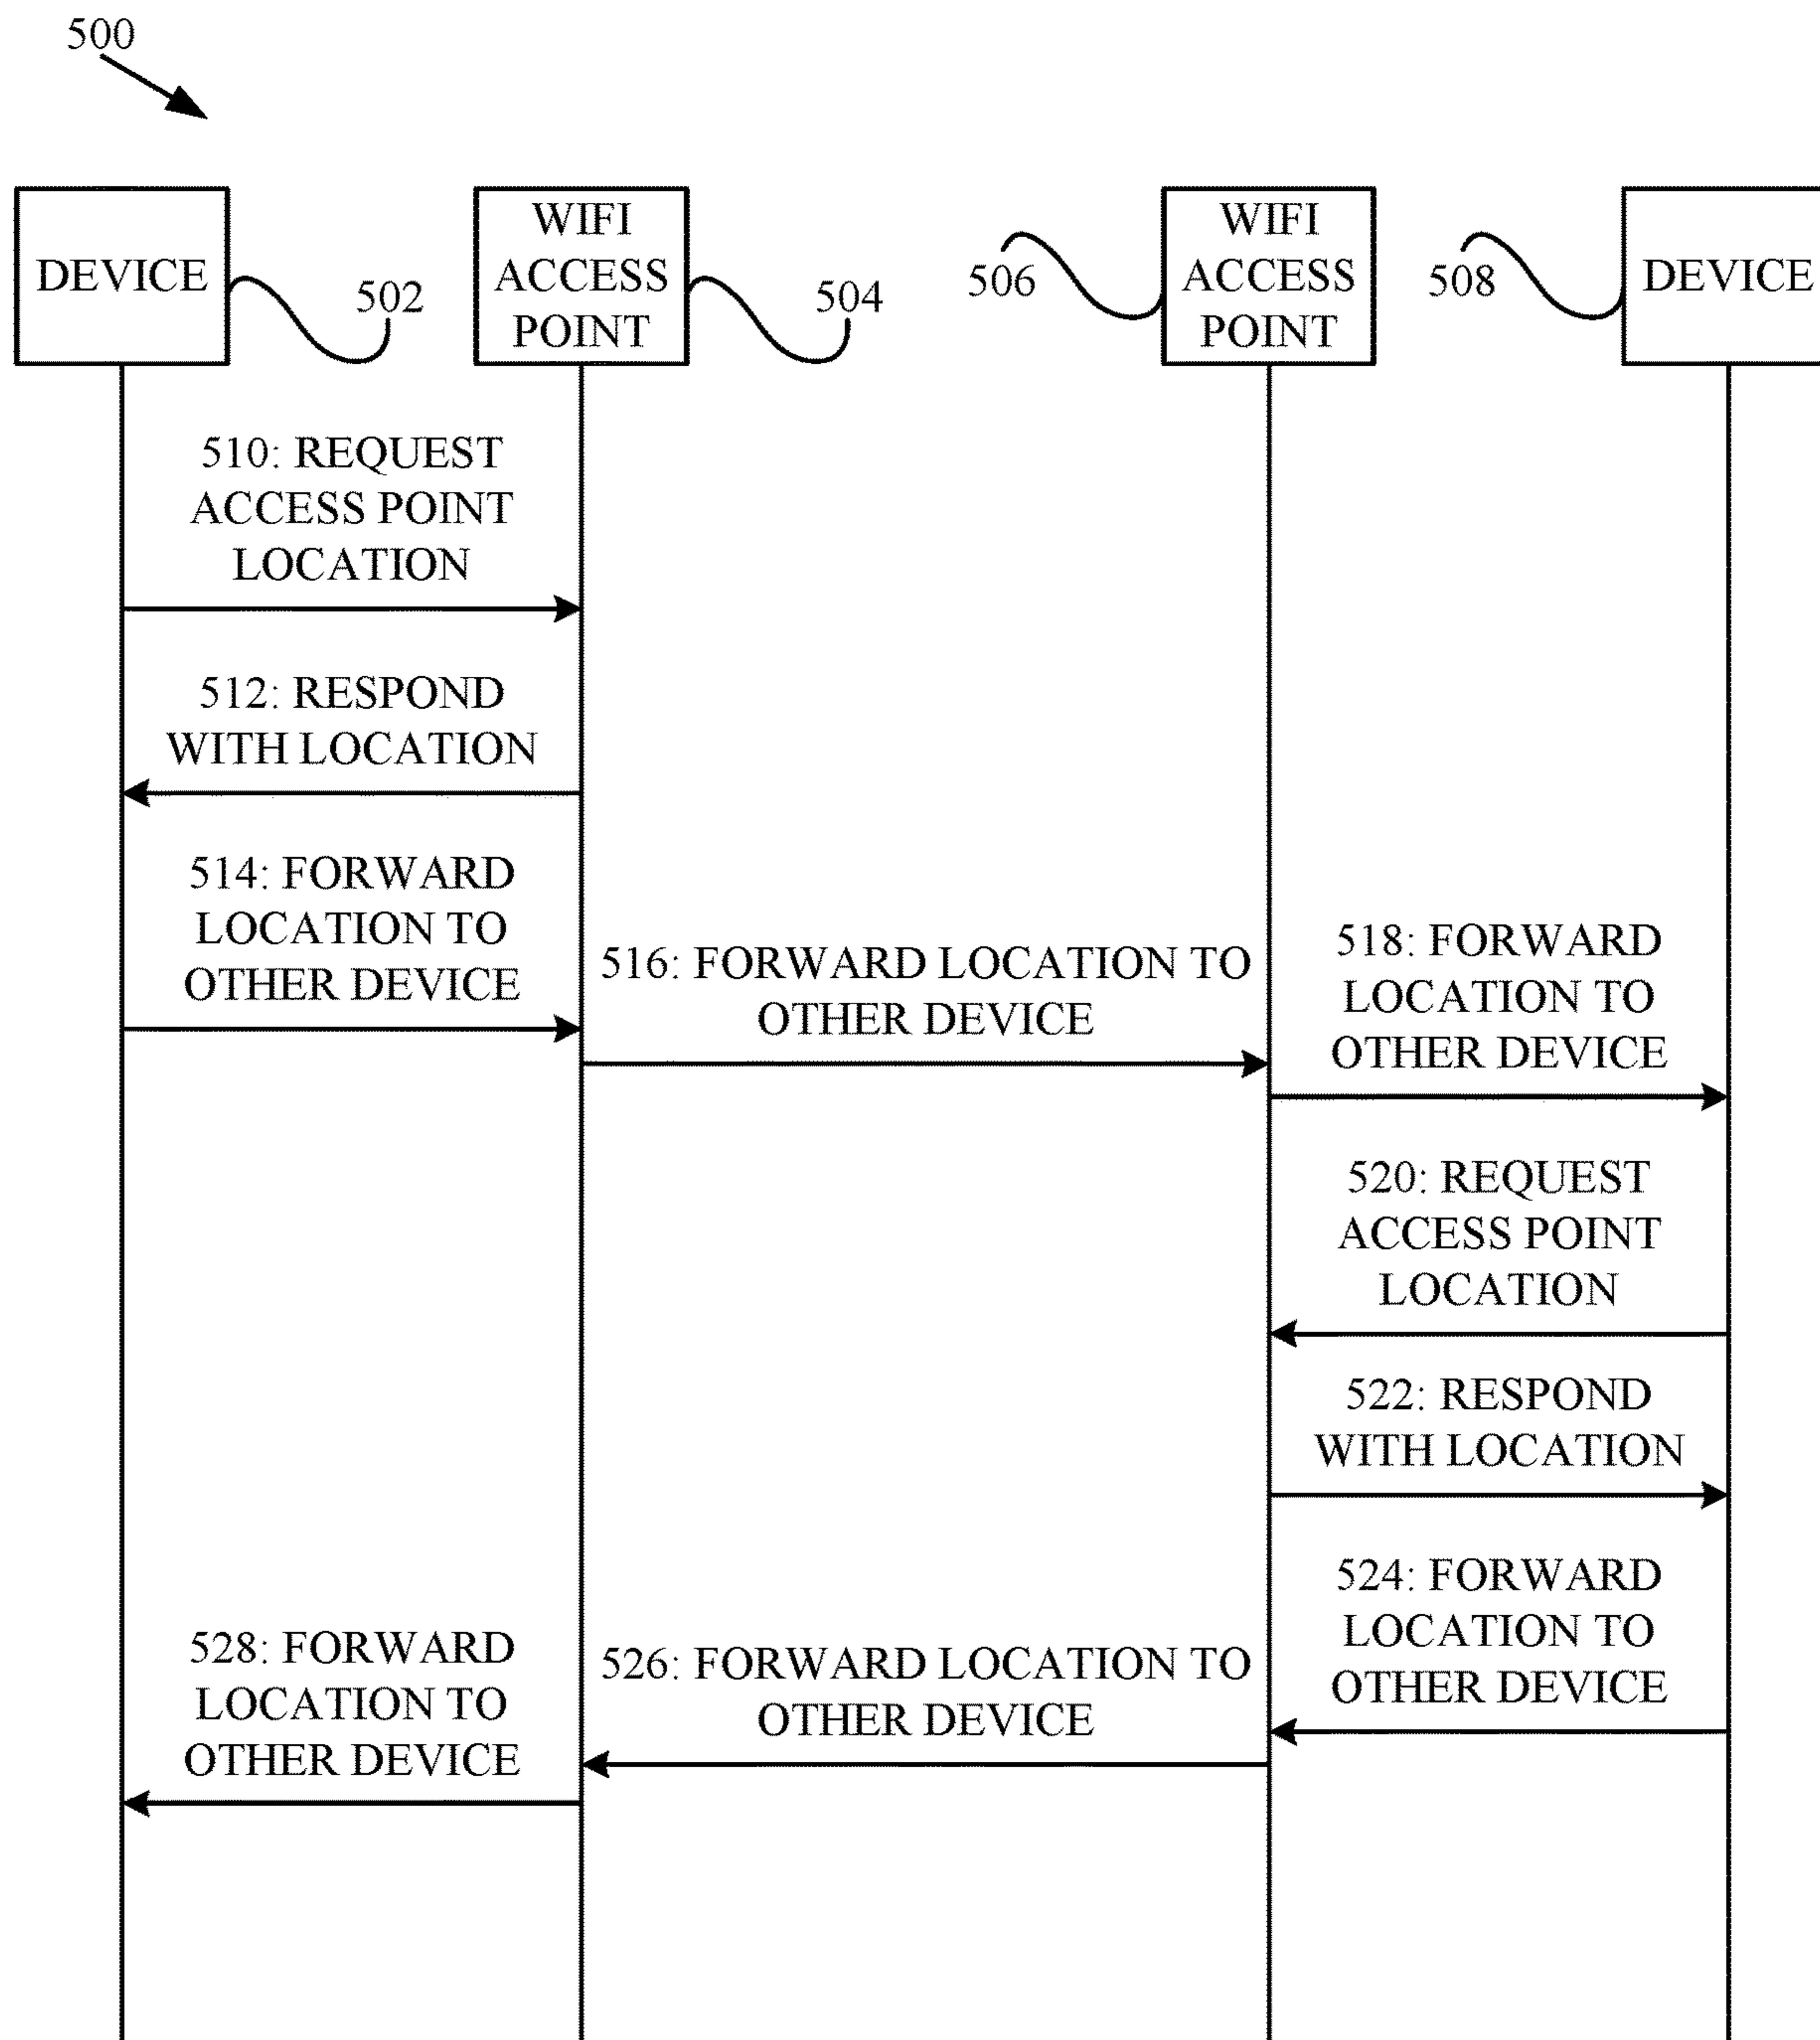 500
DEVICE
502
WIFI
ACCESS
POINT
504
506
WIFI
ACCESS
POINT
508
DEVICE
510: REQUEST
ACCESS POINT
LOCATION
512: RESPOND
WITH LOCATION
514: FORWARD
LOCATION TO
OTHER DEVICE
516: FORWARD LOCATION TO
OTHER DEVICE
518: FORWARD
LOCATION TO
OTHER DEVICE
520: REQUEST
ACCESS POINT
LOCATION
522: RESPOND
WITH LOCATION
524: FORWARD
LOCATION TO
OTHER DEVICE
526: FORWARD LOCATION TO
OTHER DEVICE
528: FORWARD
LOCATION TO
OTHER DEVICE